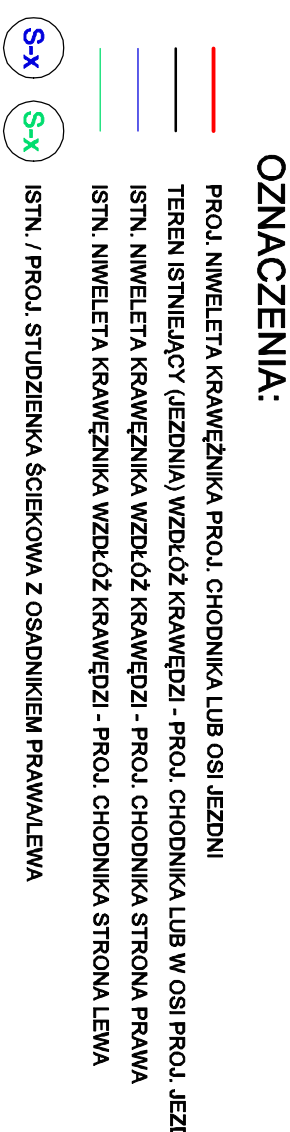 OZNACZENIA:
PROJ. NIWELETA KRAWĘŻNIKA PROJ. CHODNIKA LUB OSI JEZDNI
TEREN ISTNIEJĄCY (JEZDNIA) WZDŁÓŻ KRAWĘDZI - PROJ. CHODNIKA LUB W OSI PROJ.
ISTN. NIWELETA KRAWĘŻNIKA WZDŁÓŻ KRAWĘDZI - PROJ. CHODNIKA STRONA PRAWA
ISTN. NIWELETA KRAWĘŻNIKA WZDŁÓŻ KRAWĘDZI - PROJ. CHODNIKA STRONA LEWA
S-x S-x ISTN. / PROJ. STUDZIENKA ŚCIEKOWA Z OSADNIKIEM PRAWA/LEWA